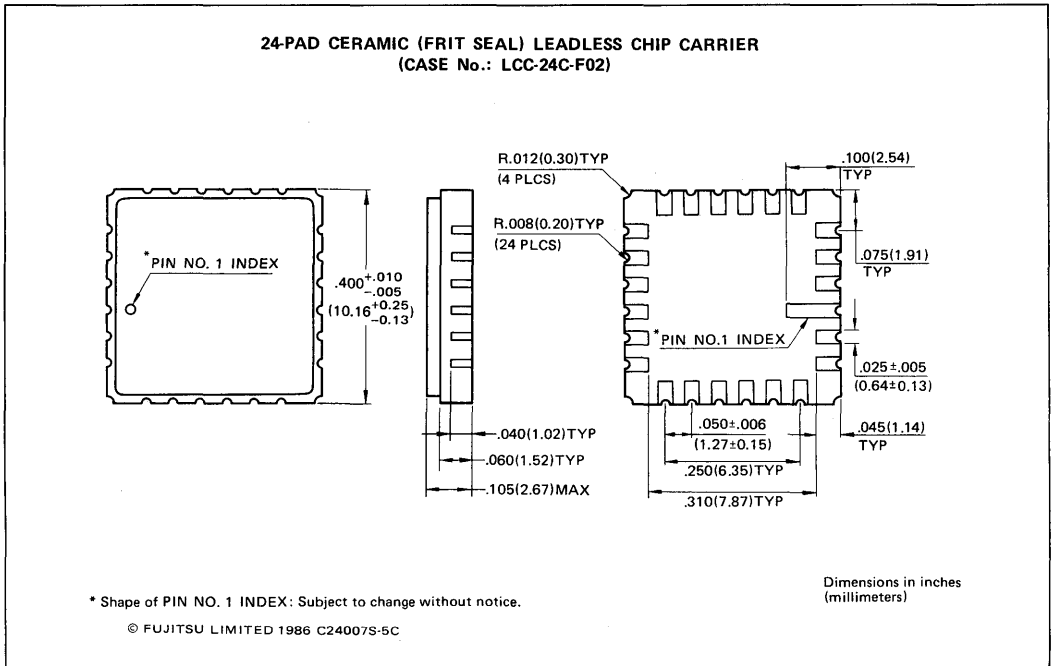 24-PAD CERAMIC (FRIT SEAL) LEADLESS CHIP CARRIER
(CASE No.: LCC-24C-F02)
R.012(0.30)TYP
(4 PLCS)
.100(2.54)
TYP
R.008(0.20)TYP
(24 PLCS)
*PIN NO. 1 INDEX
.400+.010
-.005
(10.16+0.25
-0.13)
.075(1.91)
TYP
*PIN NO.1 INDEX
.025±.005
(0.64±0.13)
.040(1.02)TYP
.060(1.52)TYP
.105(2.67)MAX
.050±.006
(1.27±0.15)
.045(1.14)
TYP
.250(6.35)TYP
.310(7.87)TYP
* Shape of PIN NO. 1 INDEX: Subject to change without notice.
Dimensions in inches
(millimeters)
© FUJITSU LIMITED 1986 C24007S-5C